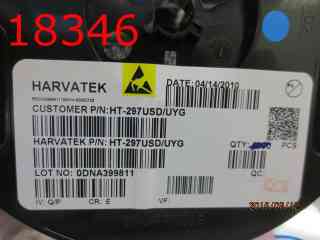 18346
HARVATEK
DATE: 04/14/2010
CUSTOMER P/N: HT-297USD/UYG
HARVATEK P/N: HT-297USD/UYG
QTY: PCS
LOT NO: 0DNA399811
QC:
IV: Q/P CR: E VF: